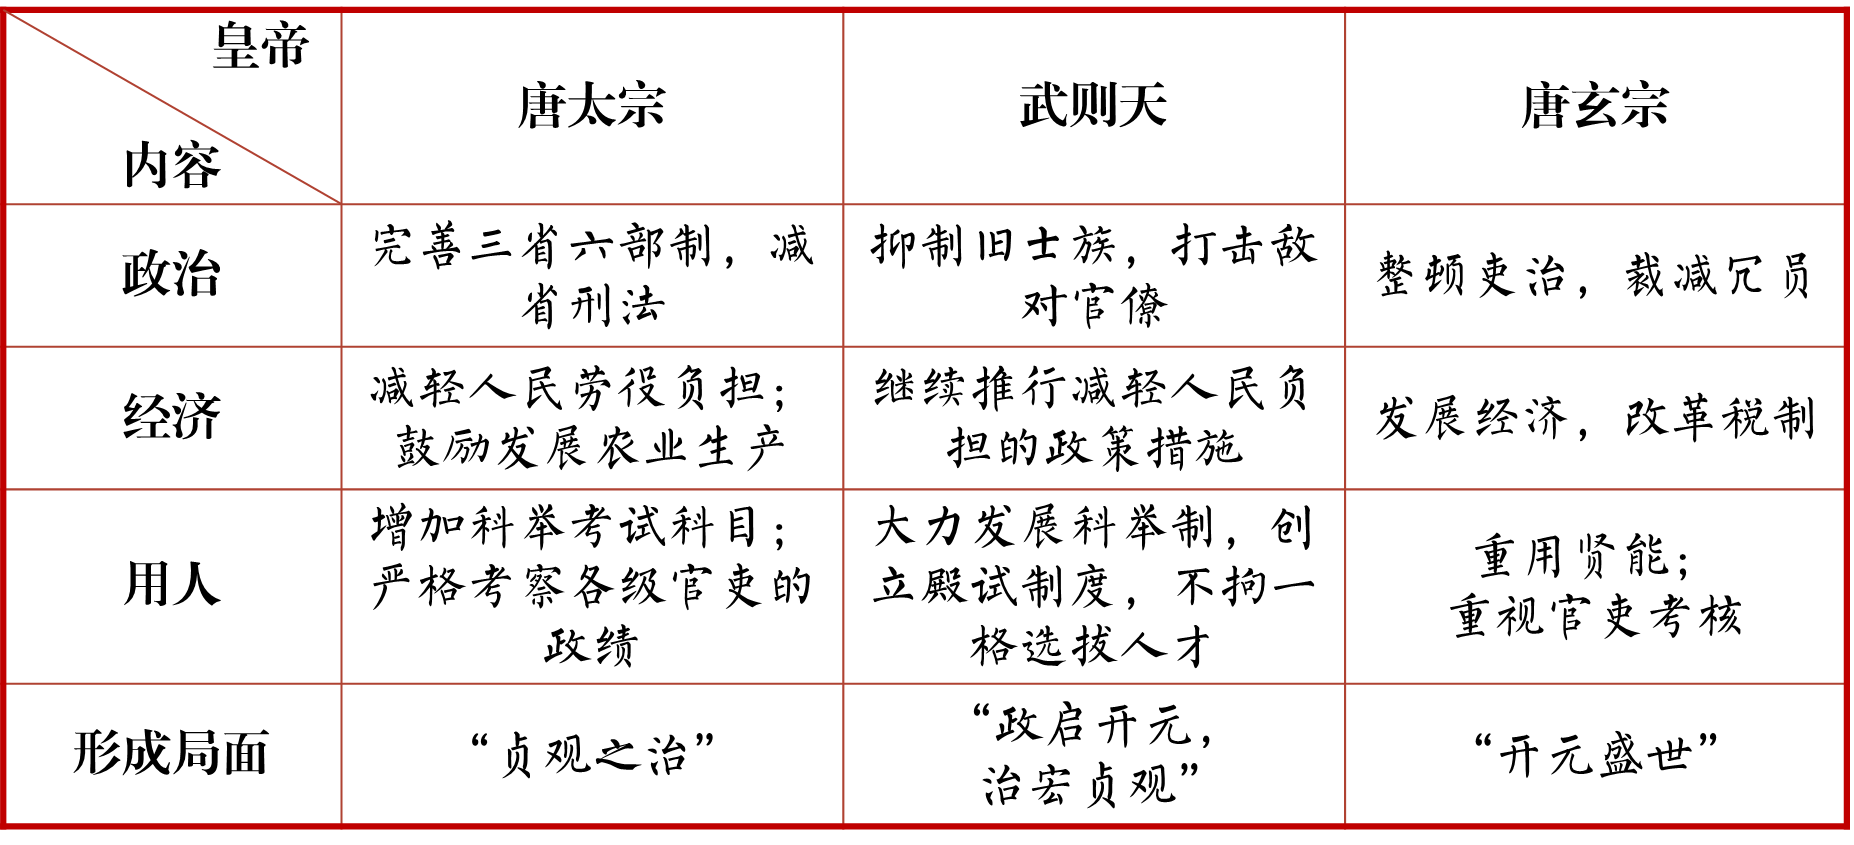 皇帝
内容
唐太宗
武则天
唐玄宗
政治
完善三省六部制，减
省刑法
抑制旧士族，打击敌
对官僚
整顿吏治，裁减冗员
经济
减轻人民劳役负担；
鼓励发展农业生产
继续推行减轻人民负
担的政策措施
发展经济，改革税制
用人
增加科举考试科目；
严格考察各级官吏的
政绩
大力发展科举制，创
立殿试制度，不拘一
格选拔人才
重用贤能；
重视官吏考核
形成局面
“贞观之治”
“政启开元，
治宏贞观”
“开元盛世”